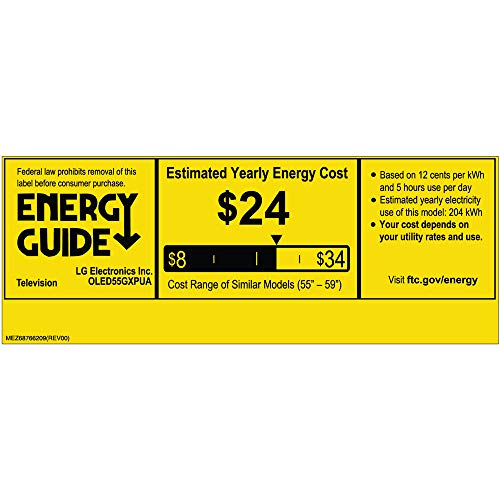 Federal law prohibits removal of this
label before consumer purchase.
ENERGY
GUIDE
LG Electronics Inc.
Television OLED55GXPUA
Estimated Yearly Energy Cost
$24
$8 $34
Cost Range of Similar Models (55" – 59")
• Based on 12 cents per kWh
and 5 hours use per day
• Estimated yearly electricity
use of this model: 204 kWh
• Your cost depends on
your utility rates and use.
Visit ftc.gov/energy
MEZ68766209(REV00)